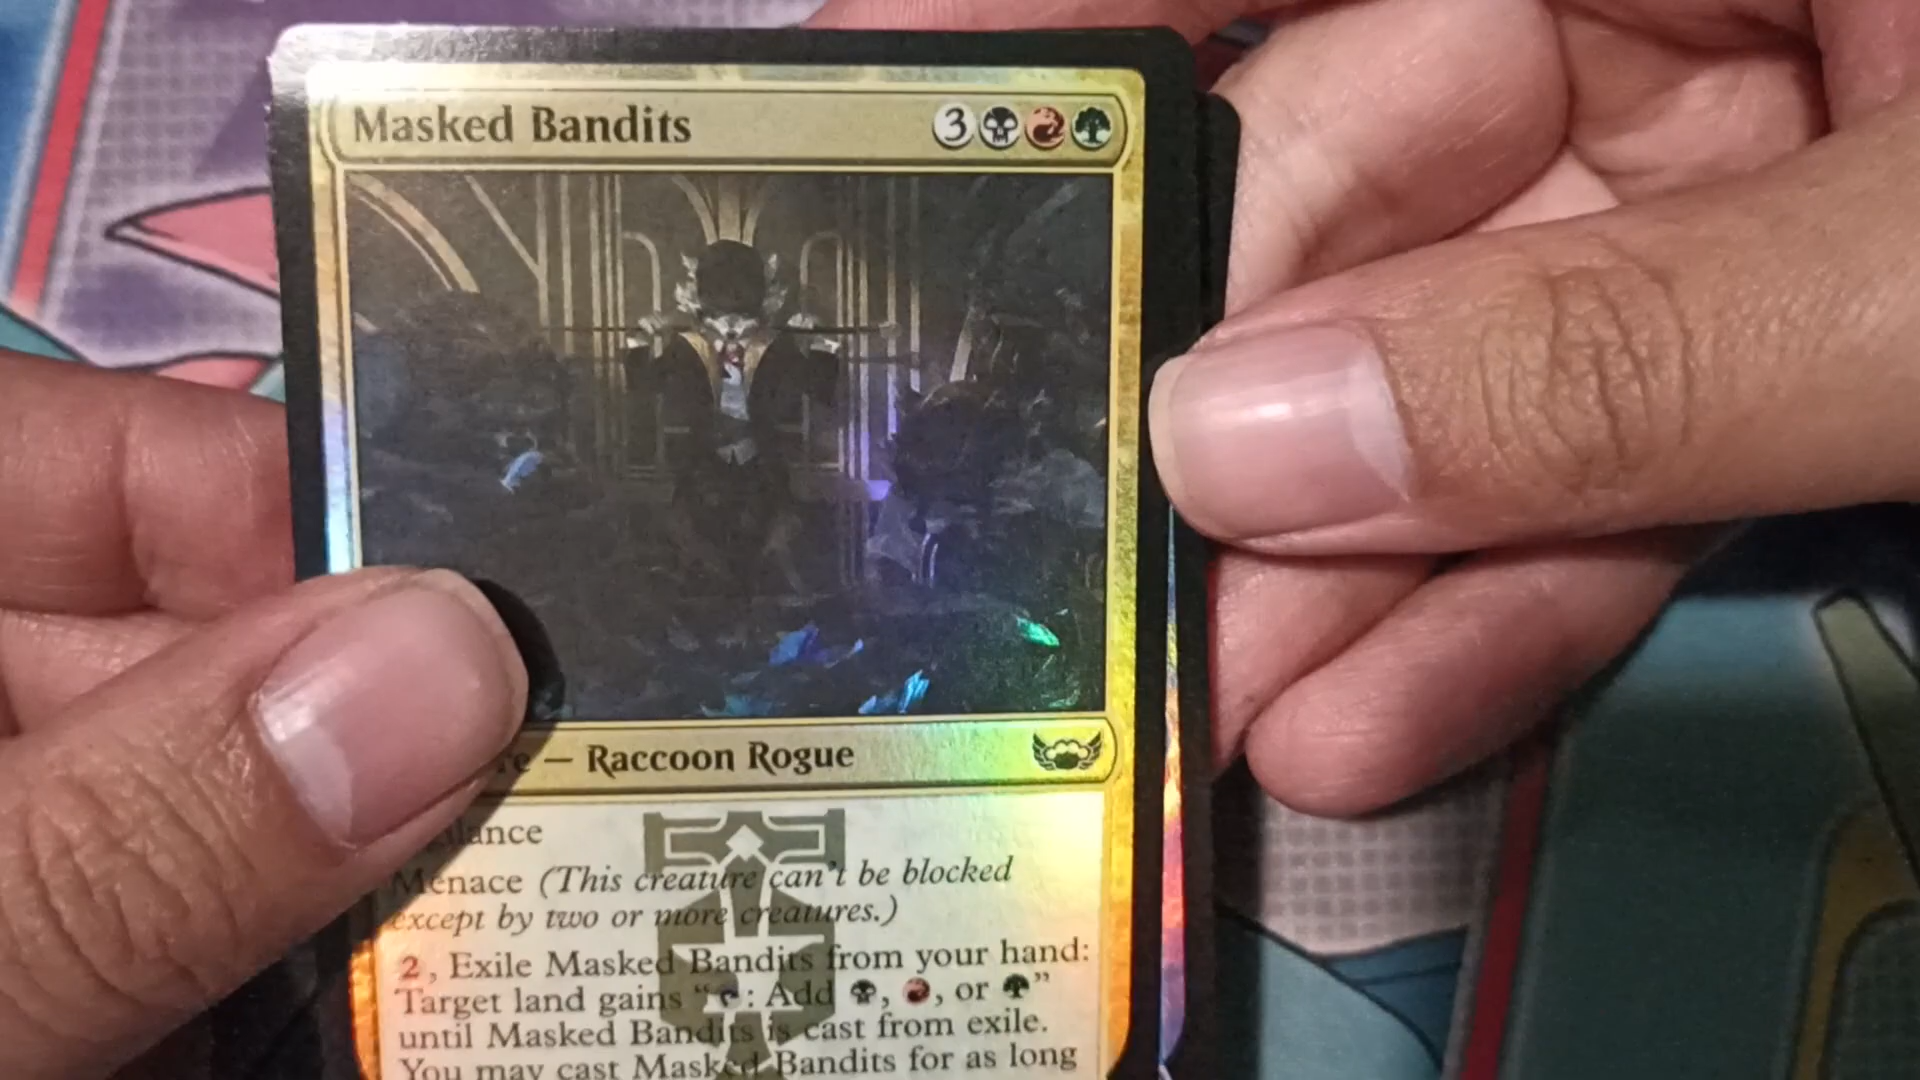 Masked Bandits 3
re — Raccoon Rogue
lance
Menace (This creature can't be blocked
except by two or more creatures.)
2, Exile Masked Bandits from your hand:
Target land gains “: Add , , or ”
until Masked Bandits is cast from exile.
You may cast Masked Bandits for as long